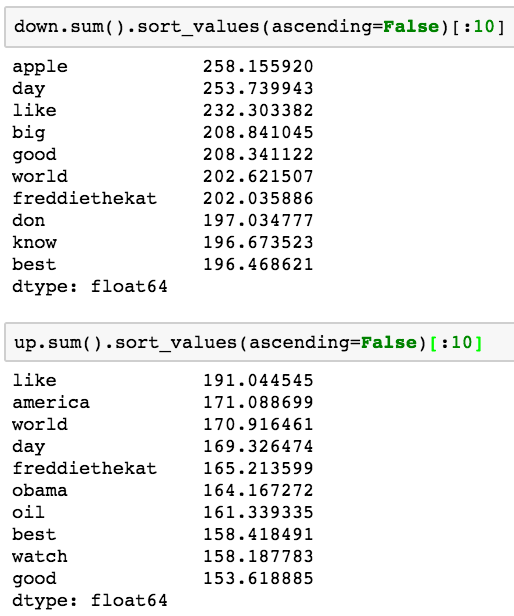 down.sum().sort_values(ascending=False)[:10]
apple 258.155920
day 253.739943
like 232.303382
big 208.841045
good 208.341122
world 202.621507
freddiethekat 202.035886
don 197.034777
know 196.673523
best 196.468621
dtype: float64
up.sum().sort_values(ascending=False)[:10]
like 191.044545
america 171.088699
world 170.916461
day 169.326474
freddiethekat 165.213599
obama 164.167272
oil 161.339335
best 158.418491
watch 158.187783
good 153.618885
dtype: float64